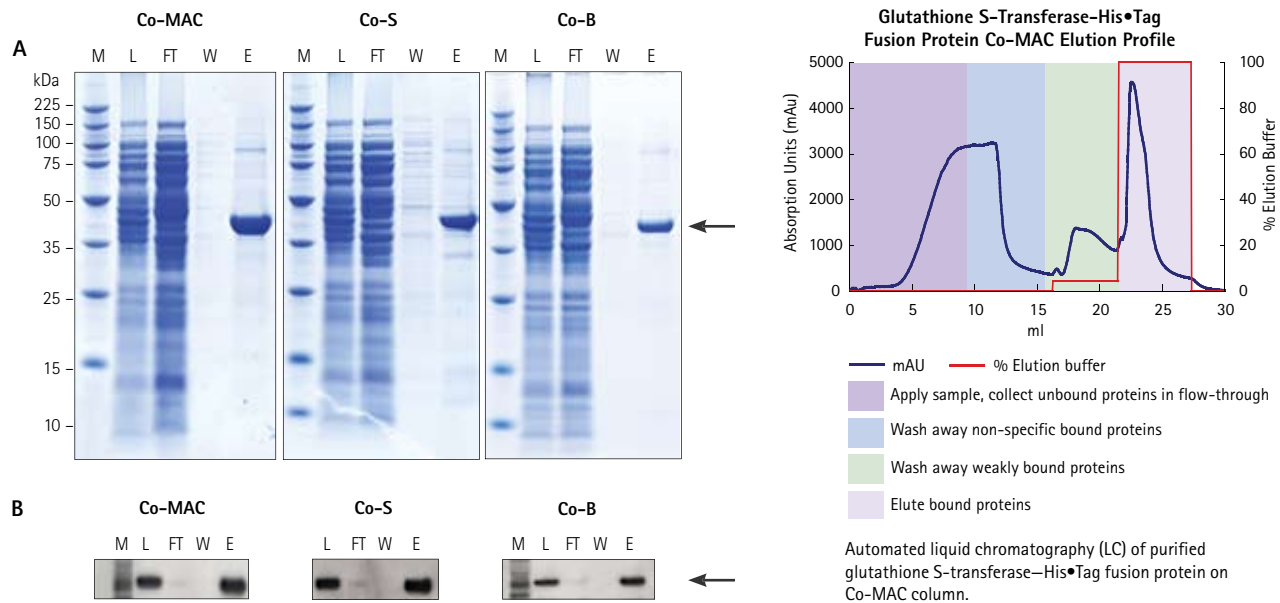 Co-MAC Co-S Co-B
A
M L FT W E M L FT W E M L FT W E
kDa
225
150
100
75
50
35
25
15
10
B
Co-MAC Co-S Co-B
M L FT W E L FT W E M L FT W E
Glutathione S-Transferase-His•Tag
Fusion Protein Co-MAC Elution Profile
5000
4000
3000
2000
1000
0
Absorption Units (mAu)
100
80
60
40
20
0
% Elution Buffer
0 5 10 15 20 25 30
ml
mAU % Elution buffer
Apply sample, collect unbound proteins in flow-through
Wash away non-specific bound proteins
Wash away weakly bound proteins
Elute bound proteins
Automated liquid chromatography (LC) of purified
glutathione S-transferase—His•Tag fusion protein on
Co-MAC column.